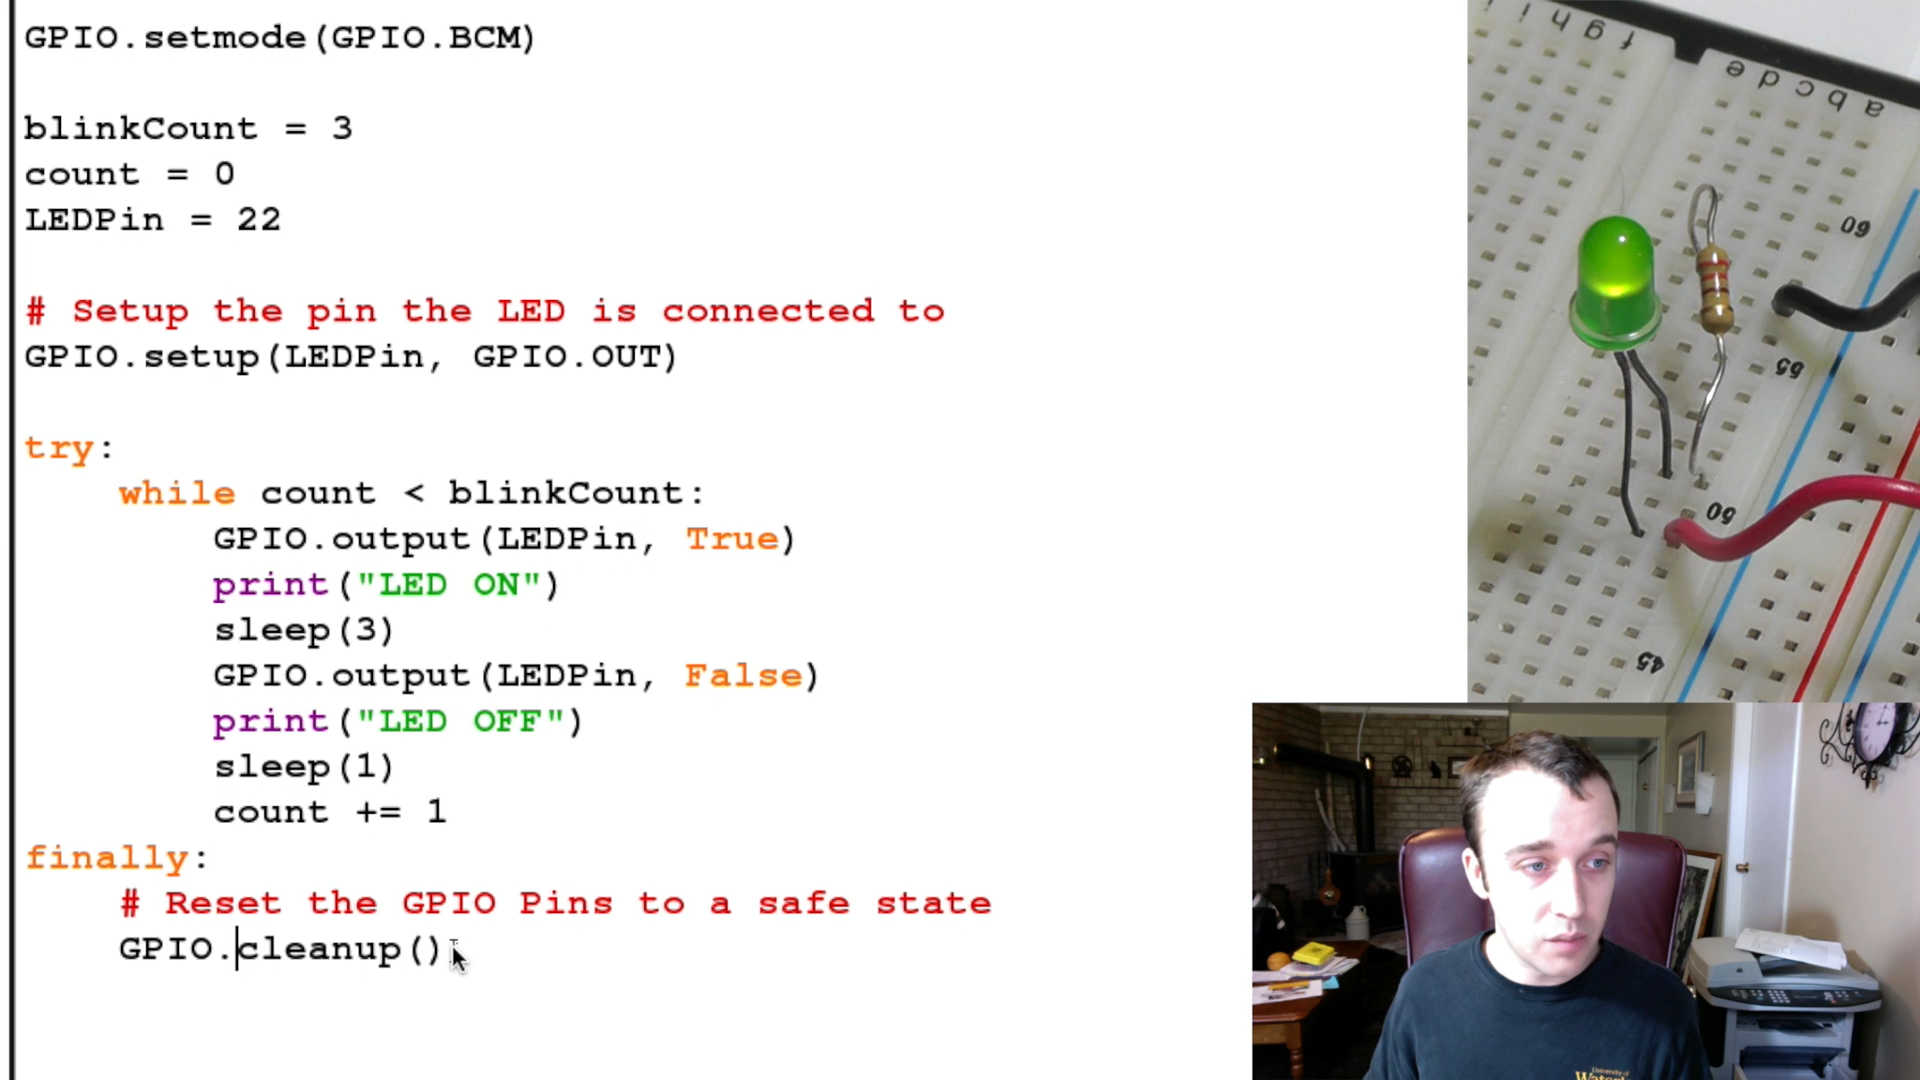 GPIO.setmode(GPIO.BCM)
blinkCount = 3
count = 0
LEDPin = 22
# Setup the pin the LED is connected to
GPIO.setup(LEDPin, GPIO.OUT)
try:
while count < blinkCount:
GPIO.output(LEDPin, True)
print("LED ON")
sleep(3)
GPIO.output(LEDPin, False)
print("LED OFF")
sleep(1)
count += 1
finally:
# Reset the GPIO Pins to a safe state
GPIO.cleanup()
f g h i
a b c d e
60
55
50
45
University of